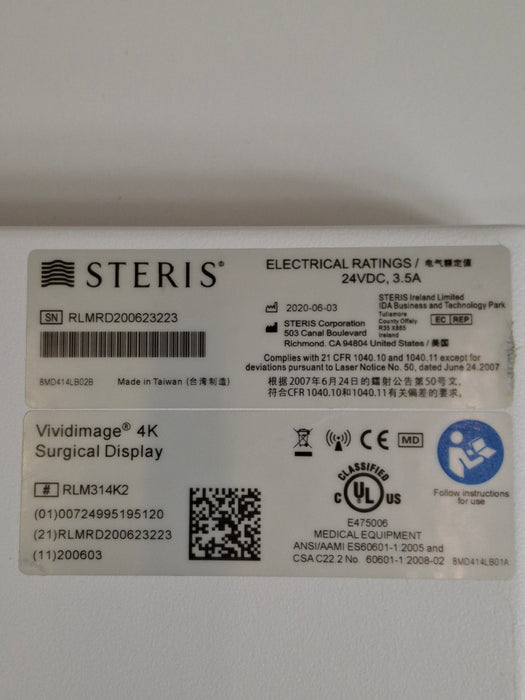 STERIS®
SN RLMRD200623223
8MD414LB02B Made in Taiwan (台湾制造)
ELECTRICAL RATINGS / 电气额定值
24VDC, 3.5A
2020-06-03
STERIS Corporation
503 Canal Boulevard
Richmond, CA 94804 United States / 美国
STERIS Ireland Limited
IDA Business and Technology Park
Tullamore
County Offaly
R35 X865
Ireland
EC REP
Complies with 21 CFR 1040.10 and 1040.11 except for
deviations pursuant to Laser Notice No. 50, dated June 24.2007
根据2007年6月24日的镭射公告第50号文,
符合CFR1040.10和1040.11有关偏差的要求.
Vividimage® 4K
Surgical Display
# RLM314K2
(01)00724995195120
(21)RLMRD200623223
(11)200603
CE MD
CLASSIFIED
C UL US
E475006
MEDICAL EQUIPMENT
ANSI/AAMI ES60601-1:2005 and
CSA C22.2 No. 60601-1:2008-02 8MD414LB01A
Follow instructions
for use